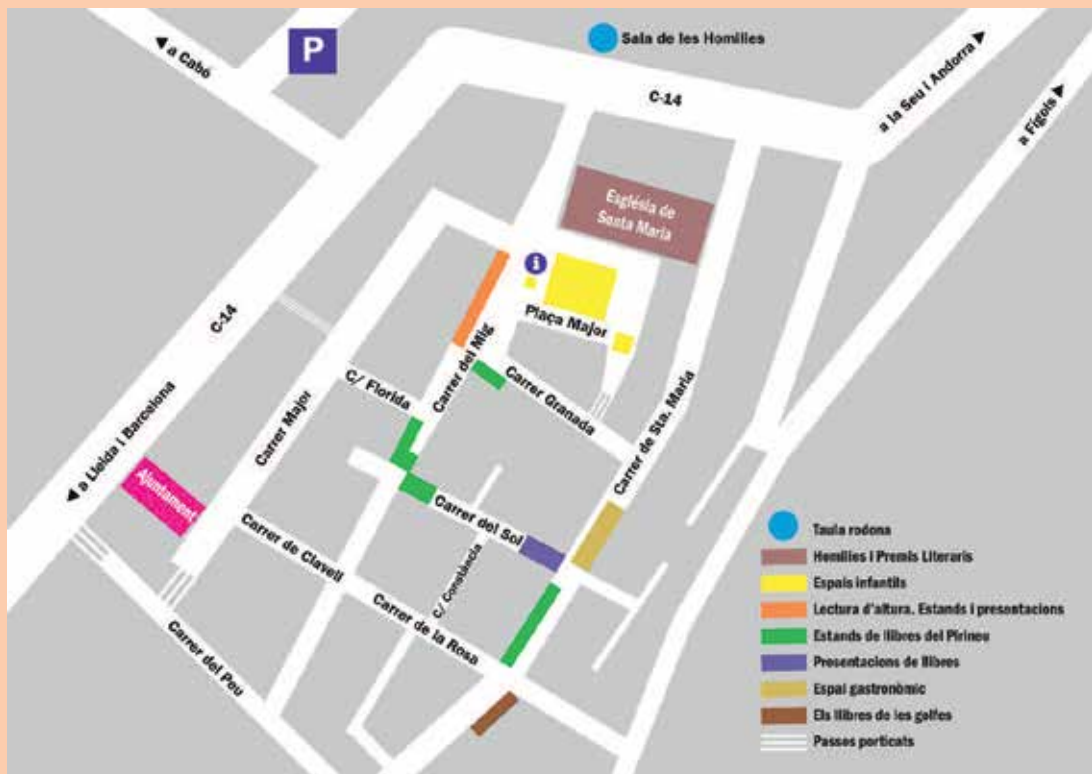 a Cabó
P
Sala de les Homilles
C-14
a la Seu i Andorra
a Fígols
Església de
Santa Maria
i
Plaça Major
C-14
Carrer del Mig
C/ Florida
Carrer Granada
Carrer Major
Carrer de Sta. Maria
a Lleida i Barcelona
Ajuntament
Carrer del Sol
Carrer de Clavell
C/ Constància
Carrer de la Rosa
Carrer del Peu
Taula rodona
Homilies i Premis Literaris
Espais infantils
Lectura d'altura. Estands i presentacions
Estands de llibres del Pirineu
Presentacions de llibres
Espai gastronòmic
Els llibres de les golfes
Passos porticats